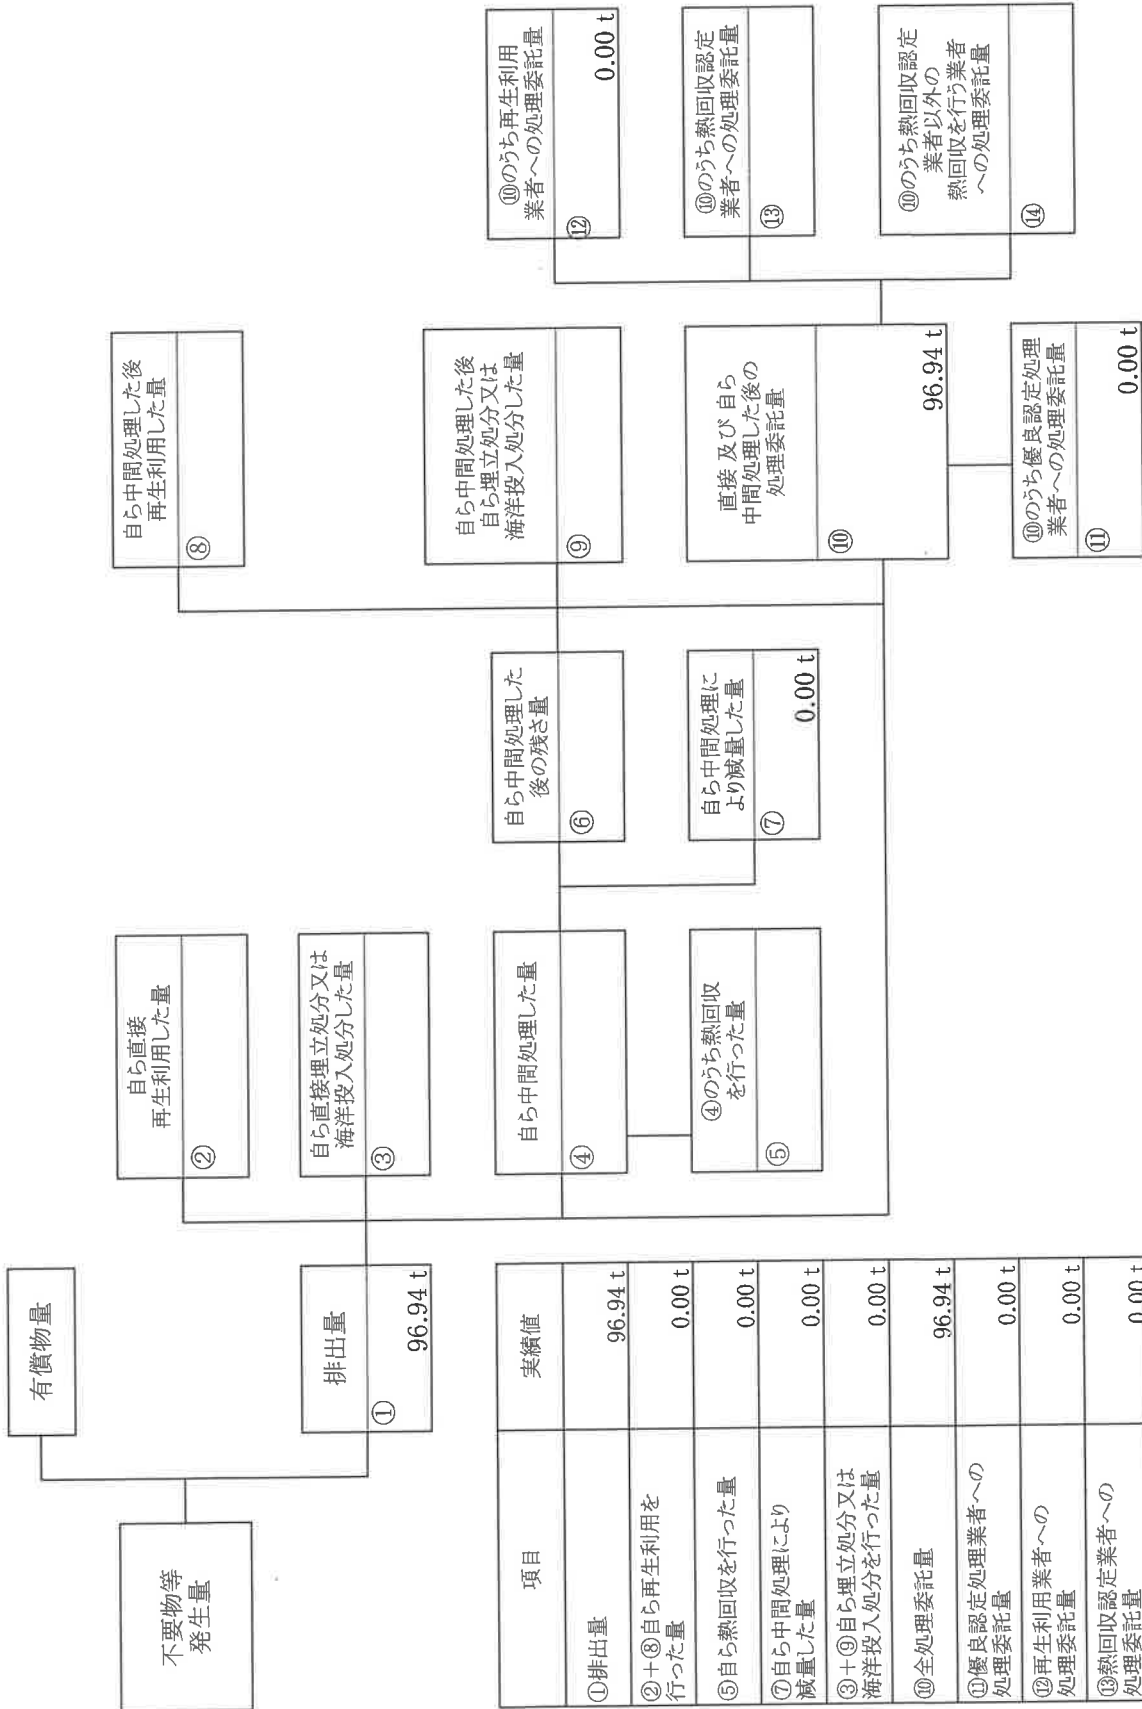 不要物等
発生量
有償物量
排出量
①
96.94 t
自ら直接
再生利用した量
②
自ら直接埋立処分又は
海洋投入処分した量
③
自ら中間処理した量
④
④のうち熱回収
を行った量
⑤
自ら中間処理した
後の残さ量
⑥
自ら中間処理に
より減量した量
⑦
0.00 t
自ら中間処理した後
再生利用した量
⑧
自ら中間処理した後
自ら埋立処分又は
海洋投入処分した量
⑨
直接 及び 自ら
中間処理した後の
処理委託量
⑩
96.94 t
⑩のうち優良認定処理
業者への処理委託量
⑪
0.00 t
⑩のうち再生利用
業者への処理委託量
⑫
0.00 t
⑩のうち熱回収認定
業者への処理委託量
⑬
⑩のうち熱回収認定
業者以外の
熱回収を行う業者
への処理委託量
⑭
項目 実績値
①排出量 96.94 t
②+⑧自ら再生利用を
行った量 0.00 t
⑤自ら熱回収を行った量 0.00 t
⑦自ら中間処理により
減量した量 0.00 t
③+⑨自ら埋立処分又は
海洋投入処分を行った量 0.00 t
⑩全処理委託量 96.94 t
⑪優良認定処理業者への
処理委託量 0.00 t
⑫再生利用業者への
処理委託量 0.00 t
⑬熱回収認定業者への
処理委託量 0.00 t